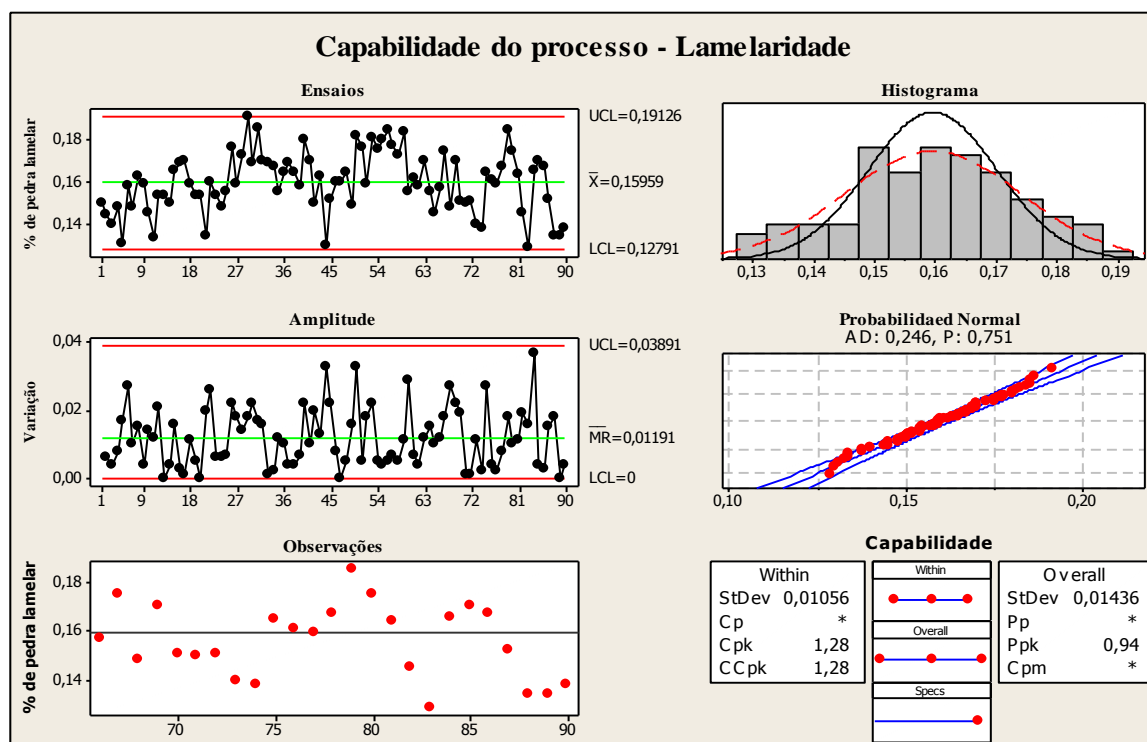 Capabilidade do processo - Lamelaridade
Ensaios
% de pedra lamelar
0,18
0,16
0,14
1 9 18 27 36 45 54 63 72 81 90
UCL=0,19126
X=0,15959
LCL=0,12791
Histograma
0,13 0,14 0,15 0,16 0,17 0,18 0,19
Amplitude
Variação
0,04
0,02
0,00
1 9 18 27 36 45 54 63 72 81 90
UCL=0,03891
MR=0,01191
LCL=0
Probabilidaed Normal
AD: 0,246, P: 0,751
0,10 0,15 0,20
Observações
% de pedra lamelar
0,18
0,16
0,14
70 75 80 85 90
Capabilidade
Within
StDev 0,01056
Cp *
Cpk 1,28
CCpk 1,28
Within
Overall
Specs
Overall
StDev 0,01436
Pp *
Ppk 0,94
Cpm *